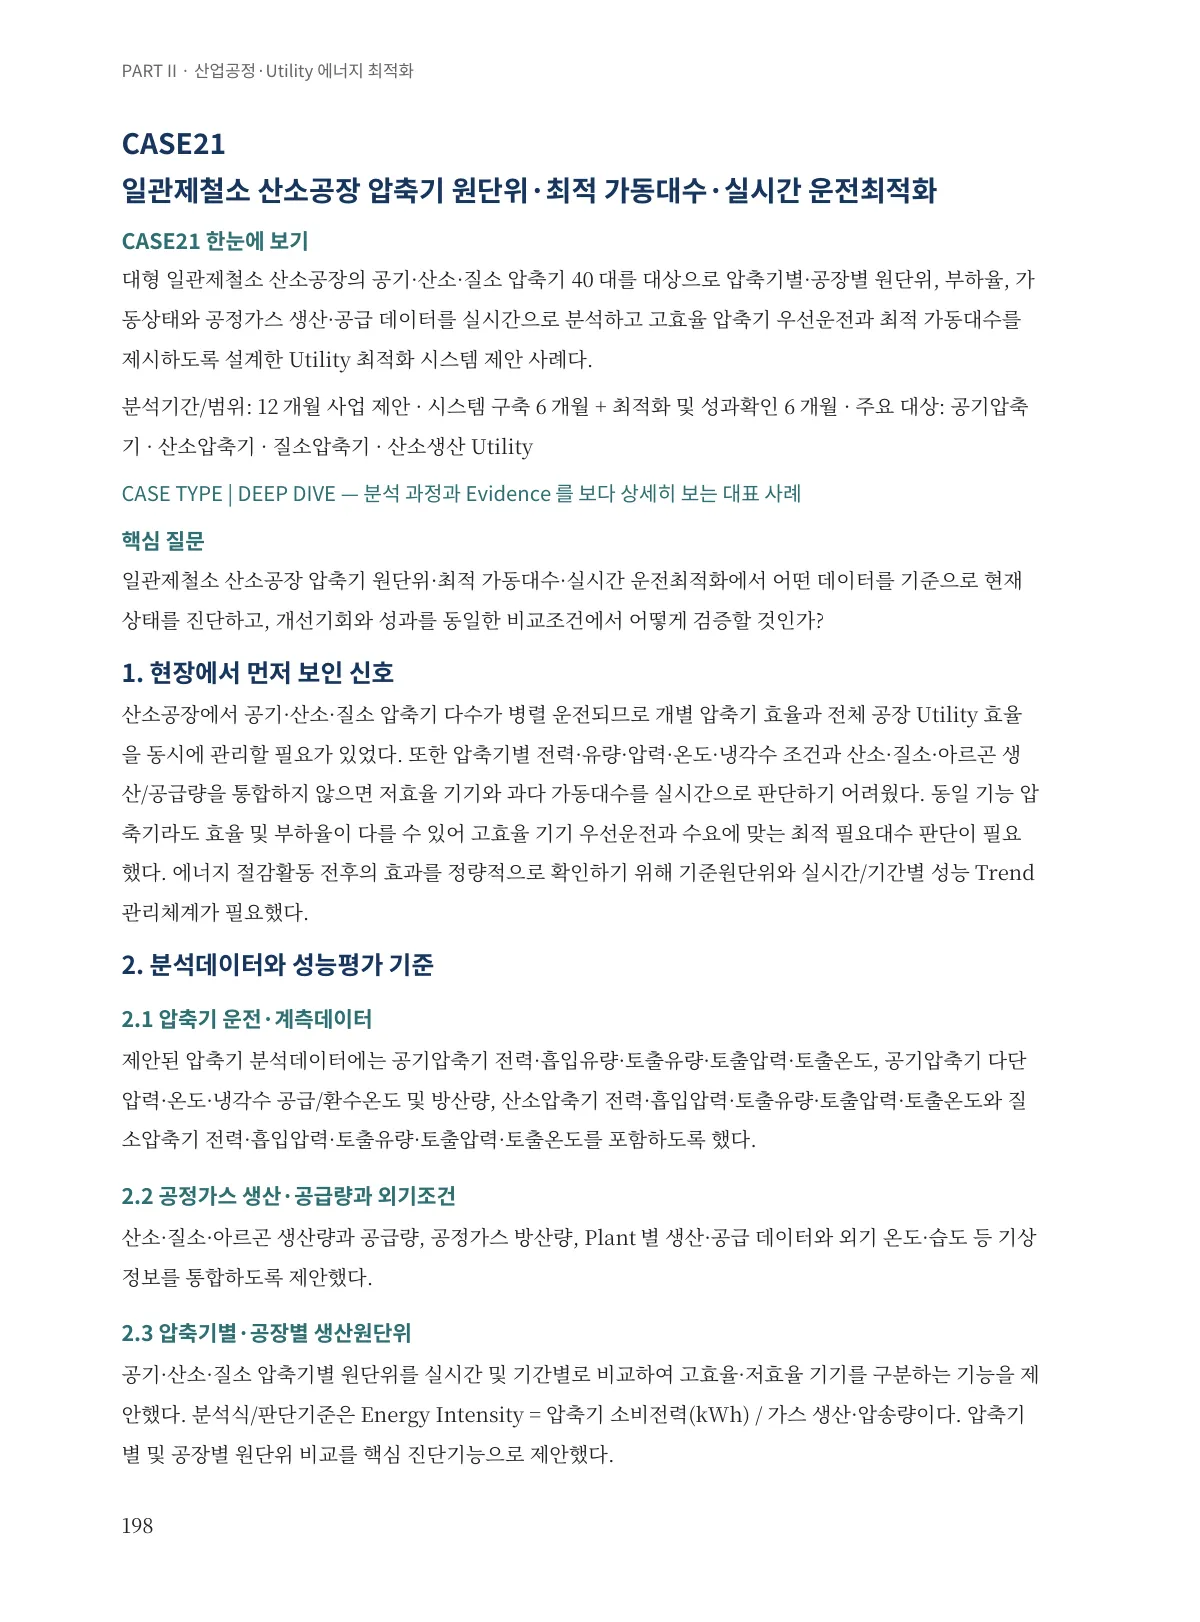 PART II · 산업공정·Utility 에너지 최적화
CASE21
일관제철소 산소공장 압축기 원단위·최적 가동대수·실시간 운전최적화
CASE21 한눈에 보기
대형 일관제철소 산소공장의 공기·산소·질소 압축기 40 대를 대상으로 압축기별·공장별 원단위, 부하율, 가
동상태와 공정가스 생산·공급 데이터를 실시간으로 분석하고 고효율 압축기 우선운전과 최적 가동대수를
제시하도록 설계한 Utility 최적화 시스템 제안 사례다.
분석기간/범위: 12 개월 사업 제안 · 시스템 구축 6 개월 + 최적화 및 성과확인 6 개월 · 주요 대상: 공기압축
기 · 산소압축기 · 질소압축기 · 산소생산 Utility
CASE TYPE | DEEP DIVE — 분석 과정과 Evidence 를 보다 상세히 보는 대표 사례
핵심 질문
일관제철소 산소공장 압축기 원단위·최적 가동대수·실시간 운전최적화에서 어떤 데이터를 기준으로 현재
상태를 진단하고, 개선기회와 성과를 동일한 비교조건에서 어떻게 검증할 것인가?
1. 현장에서 먼저 보인 신호
산소공장에서 공기·산소·질소 압축기 다수가 병렬 운전되므로 개별 압축기 효율과 전체 공장 Utility 효율
을 동시에 관리할 필요가 있었다. 또한 압축기별 전력·유량·압력·온도·냉각수 조건과 산소·질소·아르곤 생
산/공급량을 통합하지 않으면 저효율 기기와 과다 가동대수를 실시간으로 판단하기 어려웠다. 동일 기능 압
축기라도 효율 및 부하율이 다를 수 있어 고효율 기기 우선운전과 수요에 맞는 최적 필요대수 판단이 필요
했다. 에너지 절감활동 전후의 효과를 정량적으로 확인하기 위해 기준원단위와 실시간/기간별 성능 Trend
관리체계가 필요했다.
2. 분석데이터와 성능평가 기준
2.1 압축기 운전·계측데이터
제안된 압축기 분석데이터에는 공기압축기 전력·흡입유량·토출유량·토출압력·토출온도, 공기압축기 다단
압력·온도·냉각수 공급/환수온도 및 방산량, 산소압축기 전력·흡입압력·토출유량·토출압력·토출온도와 질
소압축기 전력·흡입압력·토출유량·토출압력·토출온도를 포함하도록 했다.
2.2 공정가스 생산·공급량과 외기조건
산소·질소·아르곤 생산량과 공급량, 공정가스 방산량, Plant 별 생산·공급 데이터와 외기 온도·습도 등 기상
정보를 통합하도록 제안했다.
2.3 압축기별·공장별 생산원단위
공기·산소·질소 압축기별 원단위를 실시간 및 기간별로 비교하여 고효율·저효율 기기를 구분하는 기능을 제
안했다. 분석식/판단기준은 Energy Intensity = 압축기 소비전력(kWh) / 가스 생산·압송량이다. 압축기
별 및 공장별 원단위 비교를 핵심 진단기능으로 제안했다.
198